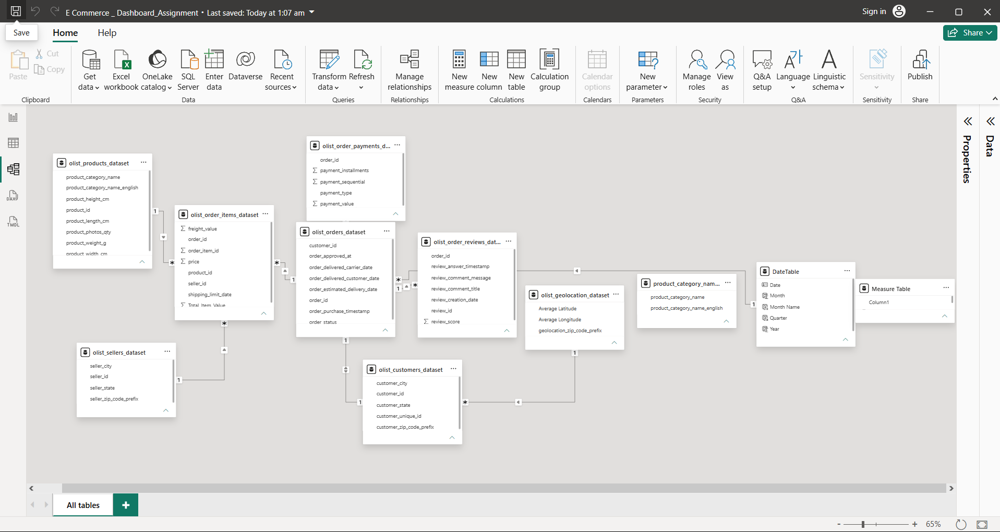 E Commerce _ Dashboard_Assignment • Last saved: Today at 1:07 am
Sign in
Save
Home
Help
Share
Paste
Cut
Copy
Clipboard
Get data
Excel workbook
OneLake catalog
SQL Server
Enter data
Dataverse
Recent sources
Data
Transform data
Refresh
Queries
Manage relationships
Relationships
New measure
New column
New table
Calculation group
Calculations
Calendar options
Calendars
New parameter
Parameters
Manage roles
View as
Security
Q&A setup
Language
Linguistic schema
Q&A
Sensitivity
Sensitivity
Publish
Share
DAX
TMDL
Properties
Data
olist_products_dataset
product_category_name
product_category_name_english
product_height_cm
product_id
product_length_cm
product_photos_qty
product_weight_g
product_width_cm
1
*
olist_order_items_dataset
freight_value
order_id
order_item_id
price
product_id
seller_id
shipping_limit_date
Total_Item_Value
*
*
1
olist_sellers_dataset
seller_city
seller_id
seller_state
seller_zip_code_prefix
1
olist_order_payments_d...
order_id
payment_installments
payment_sequential
payment_type
payment_value
olist_orders_dataset
customer_id
order_approved_at
order_delivered_carrier_date
order_delivered_customer_date
order_estimated_delivery_date
order_id
order_purchase_timestamp
order_status
*
1
*
1
1
olist_order_reviews_dat...
order_id
review_answer_timestamp
review_comment_message
review_comment_title
review_creation_date
review_id
review_score
olist_customers_dataset
customer_city
customer_id
customer_state
customer_unique_id
customer_zip_code_prefix
*
olist_geolocation_dataset
Average Latitude
Average Longitude
geolocation_zip_code_prefix
1
product_category_nam...
product_category_name
product_category_name_english
1
DateTable
Date
Month
Month Name
Quarter
Year
Measure Table
Column1
All tables
+
-
+
65%